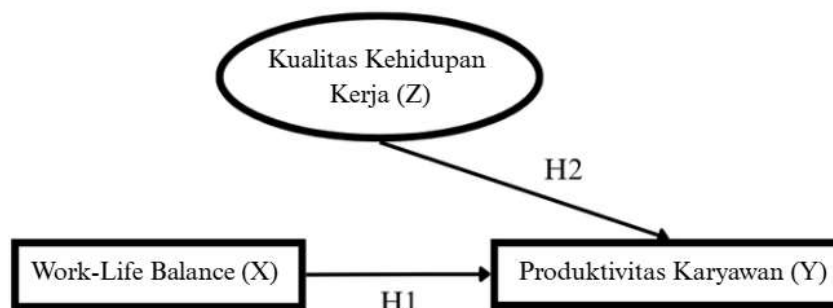 Kualitas Kehidupan
Kerja (Z)
H2
Work-Life Balance (X)
Produktivitas Karyawan (Y)
H1